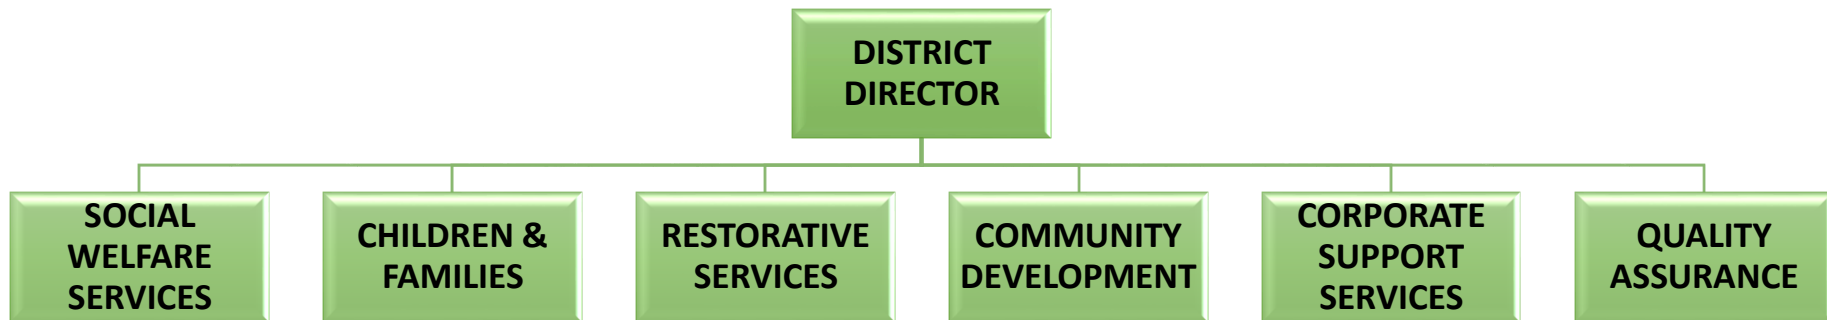 DISTRICT
DIRECTOR
SOCIAL
WELFARE
SERVICES
CHILDREN &
FAMILIES
RESTORATIVE
SERVICES
COMMUNITY
DEVELOPMENT
CORPORATE
SUPPORT
SERVICES
QUALITY
ASSURANCE